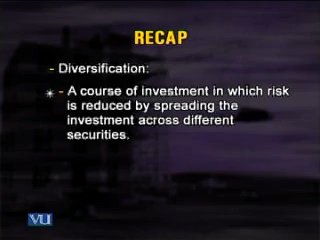 RECAP
- Diversification:
- A course of investment in which risk
is reduced by spreading the
investment across different
securities.
VU